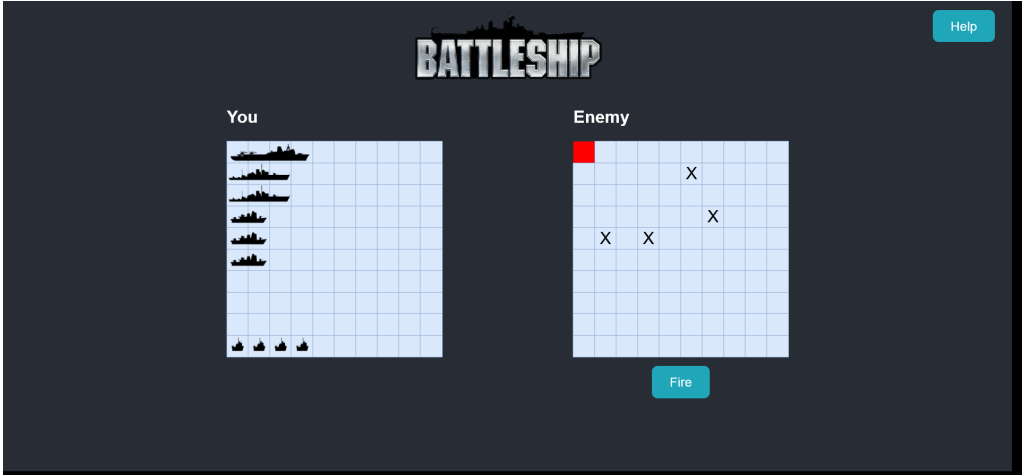 Help
BATTLESHIP
You
Enemy
X
X
X X
Fire